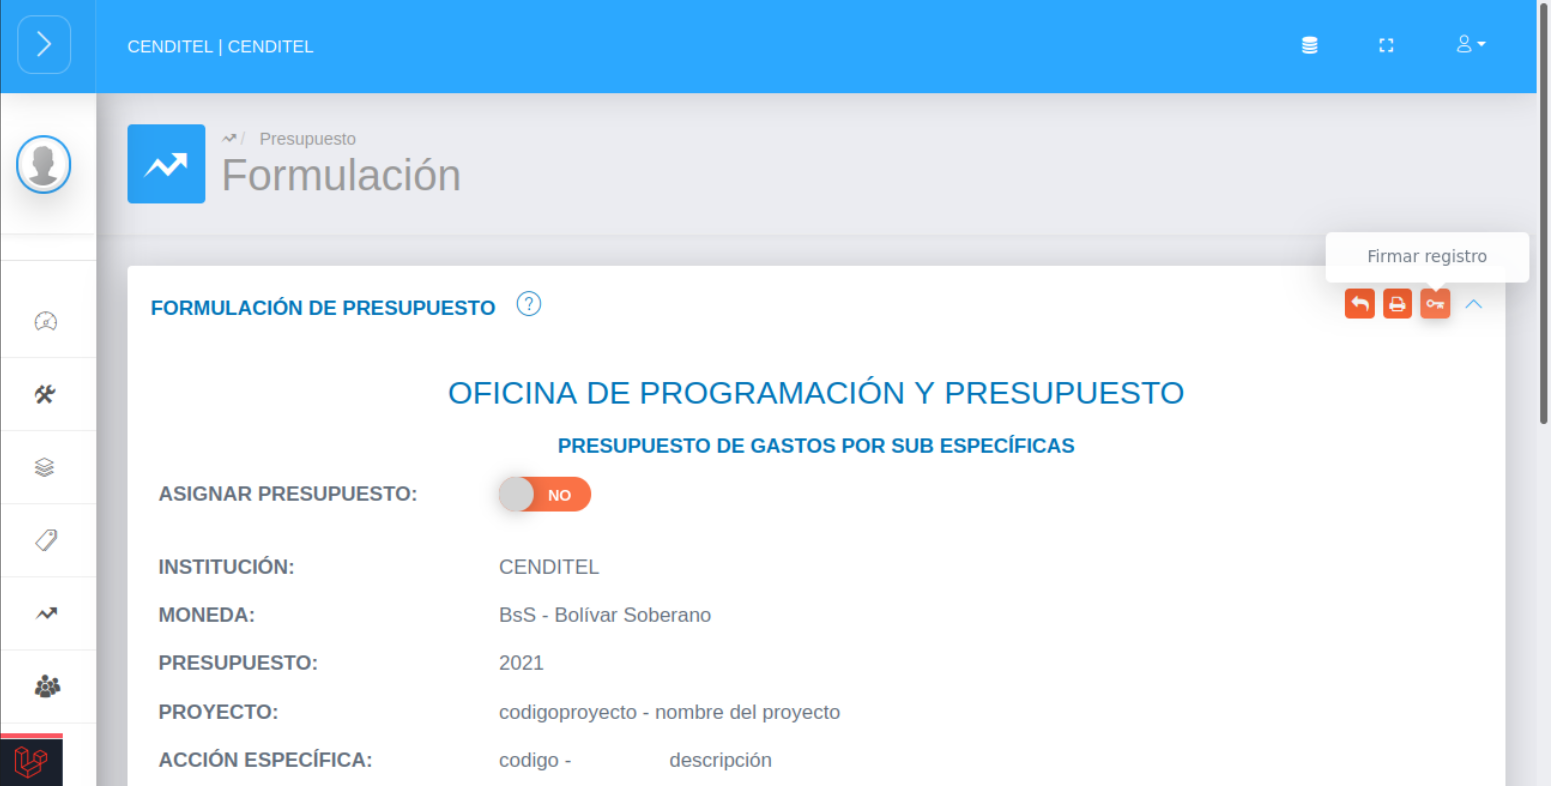 CENDITEL | CENDITEL
/ Presupuesto
Formulación
Firmar registro
FORMULACIÓN DE PRESUPUESTO ?
OFICINA DE PROGRAMACIÓN Y PRESUPUESTO
PRESUPUESTO DE GASTOS POR SUB ESPECÍFICAS
ASIGNAR PRESUPUESTO: NO
INSTITUCIÓN: CENDITEL
MONEDA: BsS - Bolívar Soberano
PRESUPUESTO: 2021
PROYECTO: codigoproyecto - nombre del proyecto
ACCIÓN ESPECÍFICA: codigo - descripción